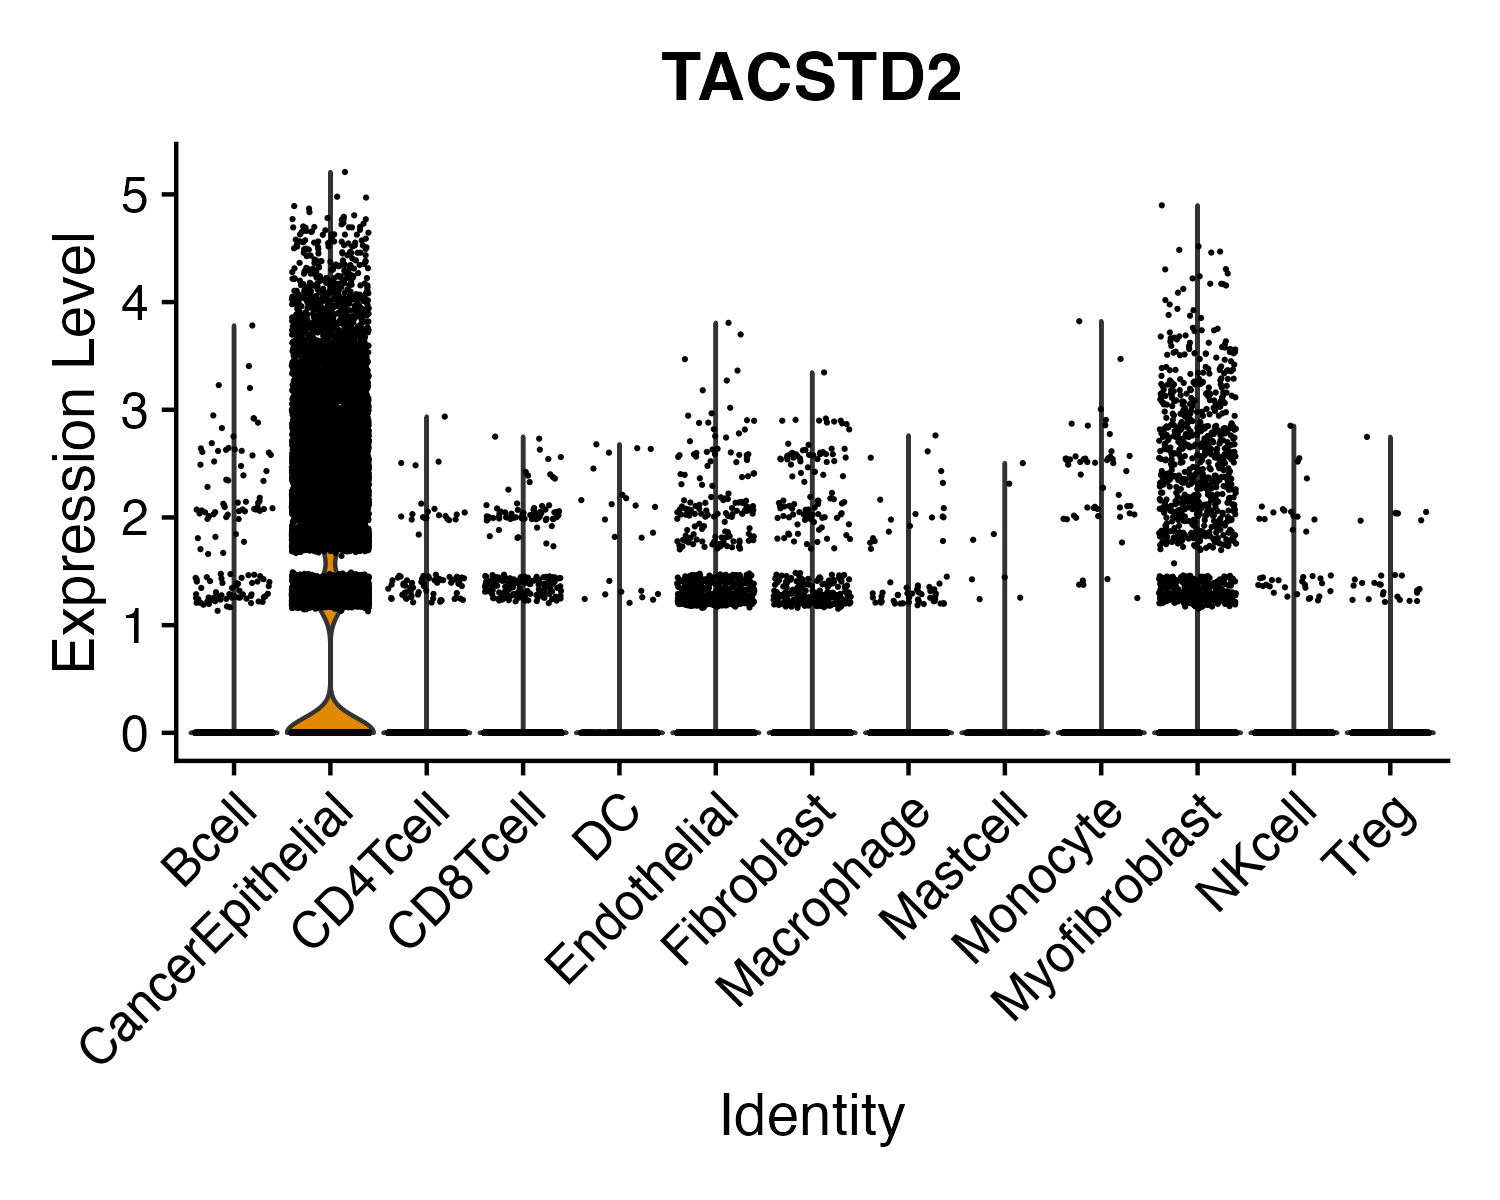 TACSTD2
Expression Level
5
4
3
2
1
0
Bcell
CancerEpithelial
CD4Tcell
CD8Tcell
DC
Endothelial
Fibroblast
Macrophage
Mastcell
Monocyte
Myofibroblast
NKcell
Treg
Identity